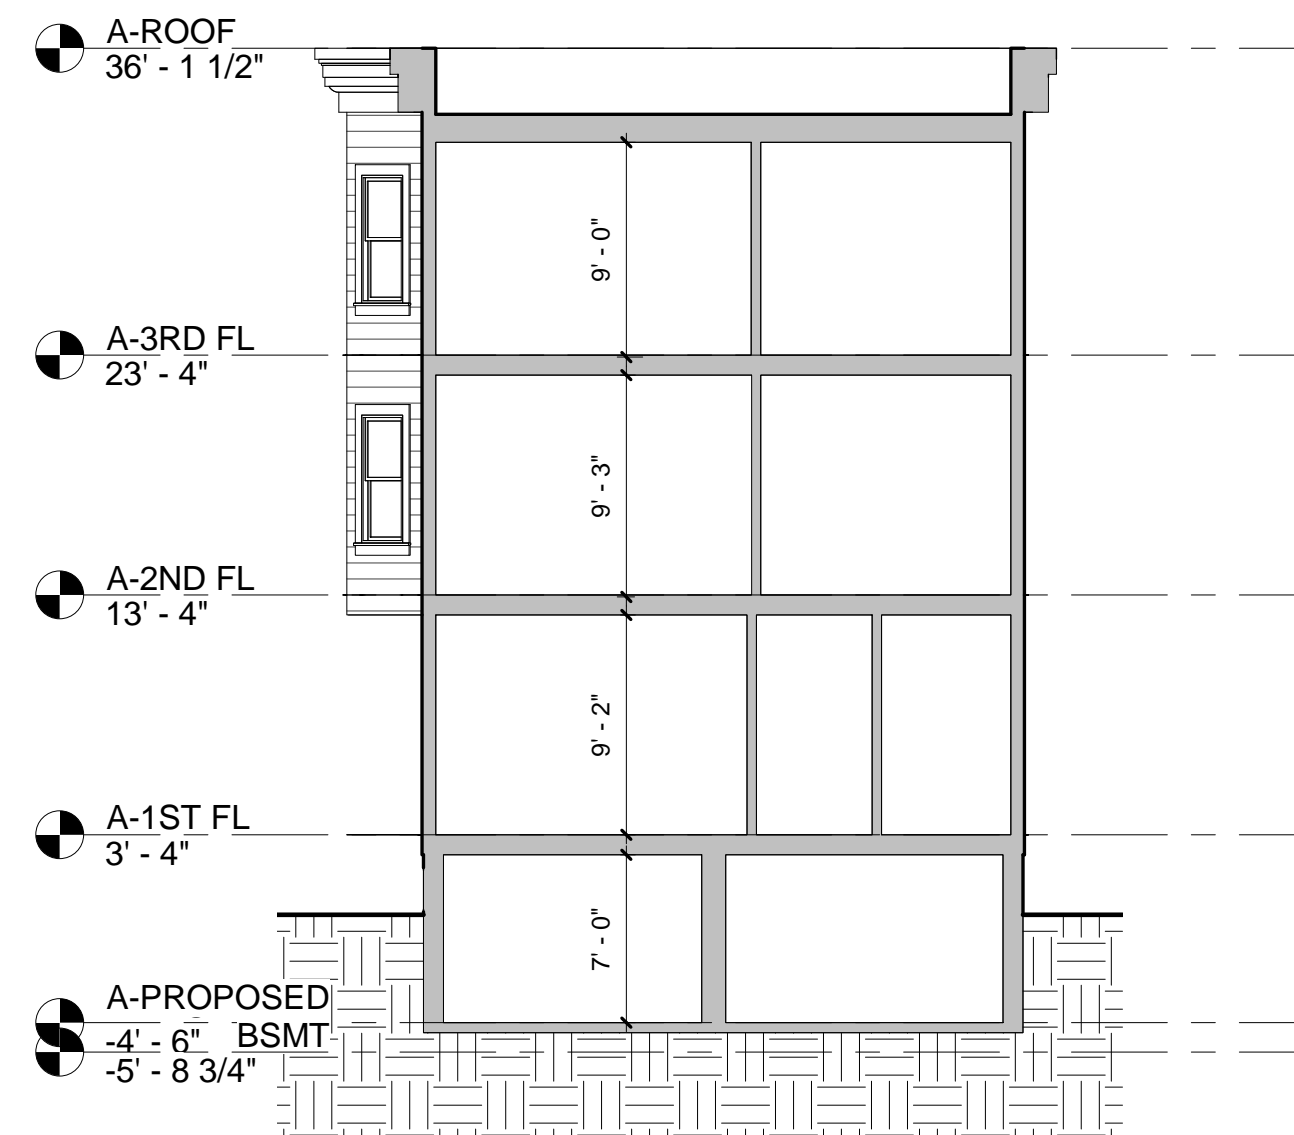 A-ROOF
36' - 1 1/2"
9' - 0"
A-3RD FL
23' - 4"
9' - 3"
A-2ND FL
13' - 4"
9' - 2"
A-1ST FL
3' - 4"
7' - 0"
A-PROPOSED
-4' - 6" BSMT
-5' - 8 3/4"